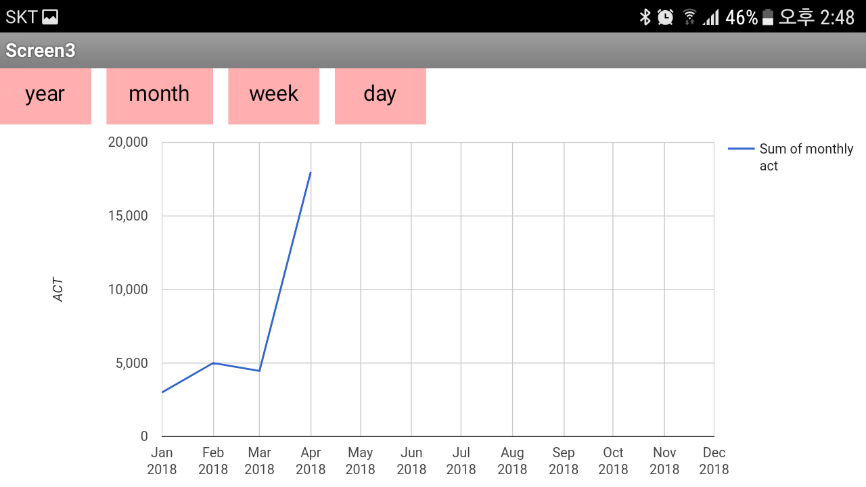 SKT 46% 오후 2:48
Screen3
year month week day
20,000
15,000
10,000
5,000
0
ACT
Sum of monthly
act
Jan Feb Mar Apr May Jun Jul Aug Sep Oct Nov Dec
2018 2018 2018 2018 2018 2018 2018 2018 2018 2018 2018 2018